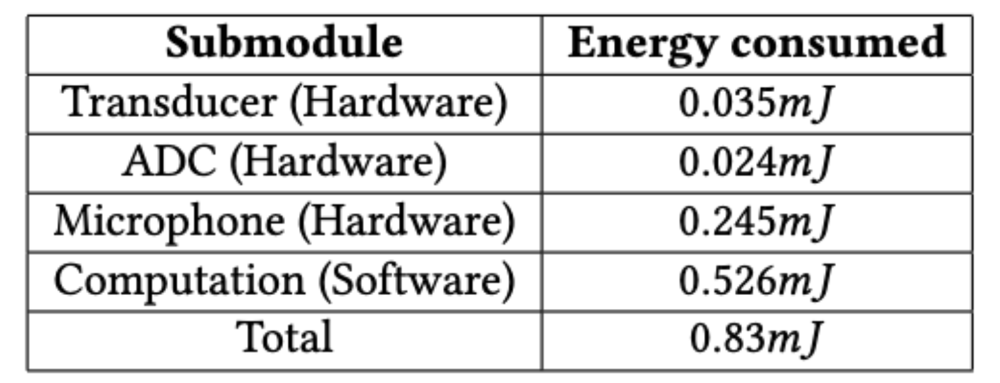 Submodule Energy consumed
Transducer (Hardware) 0.035mJ
ADC (Hardware) 0.024mJ
Microphone (Hardware) 0.245mJ
Computation (Software) 0.526mJ
Total 0.83mJ